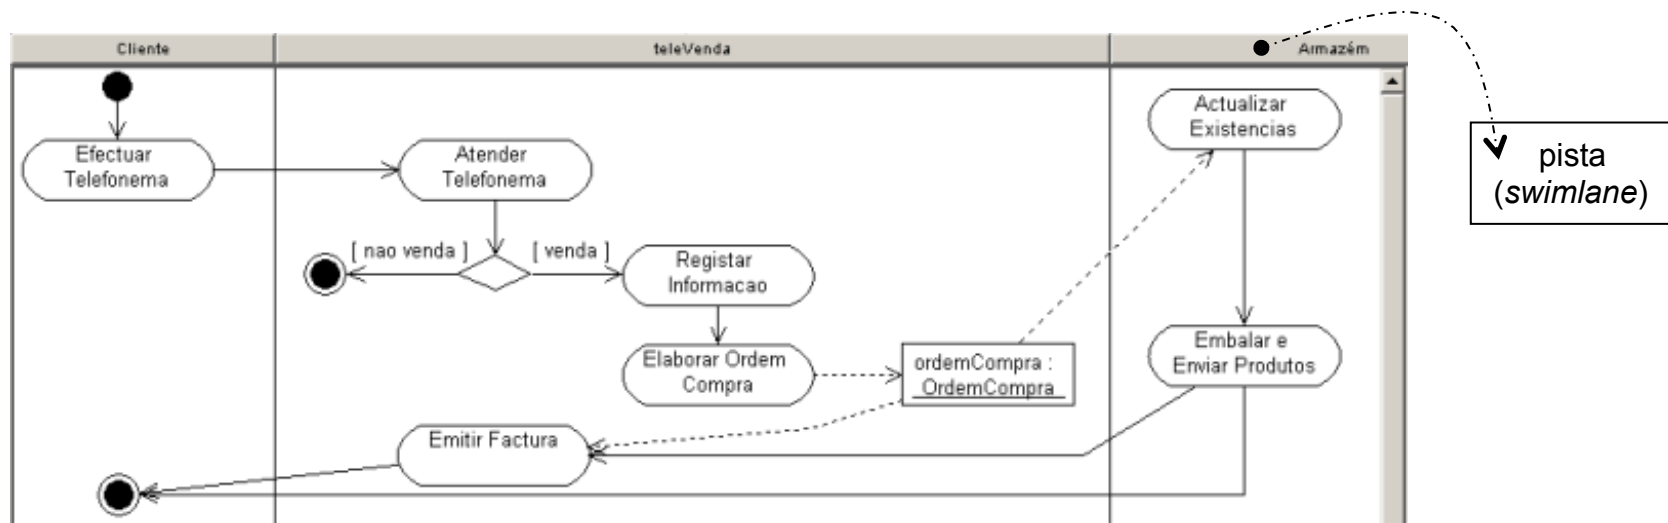 Cliente
teleVenda
Armazém
Actualizar
Existencias
pista
(swimlane)
Efectuar
Telefonema
Atender
Telefonema
[ nao venda ]
[ venda ]
Registar
Informacao
Embalar e
Enviar Produtos
Elaborar Ordem
Compra
ordemCompra :
OrdemCompra
Emitir Factura